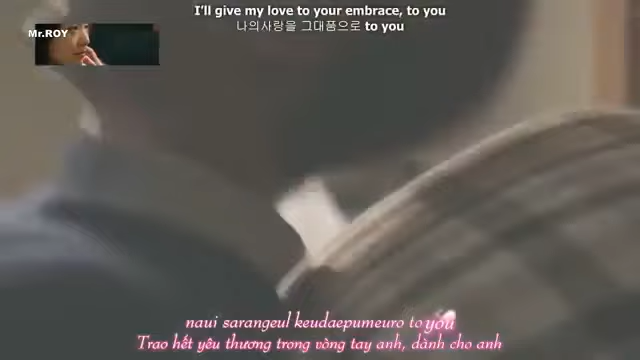 I'll give my love to your embrace, to you
나의사랑을 그대품으로 to you
Mr.ROY
naui sarangeul keudaepumeuro to you
Trao hết yêu thương trong vòng tay anh, dành cho anh